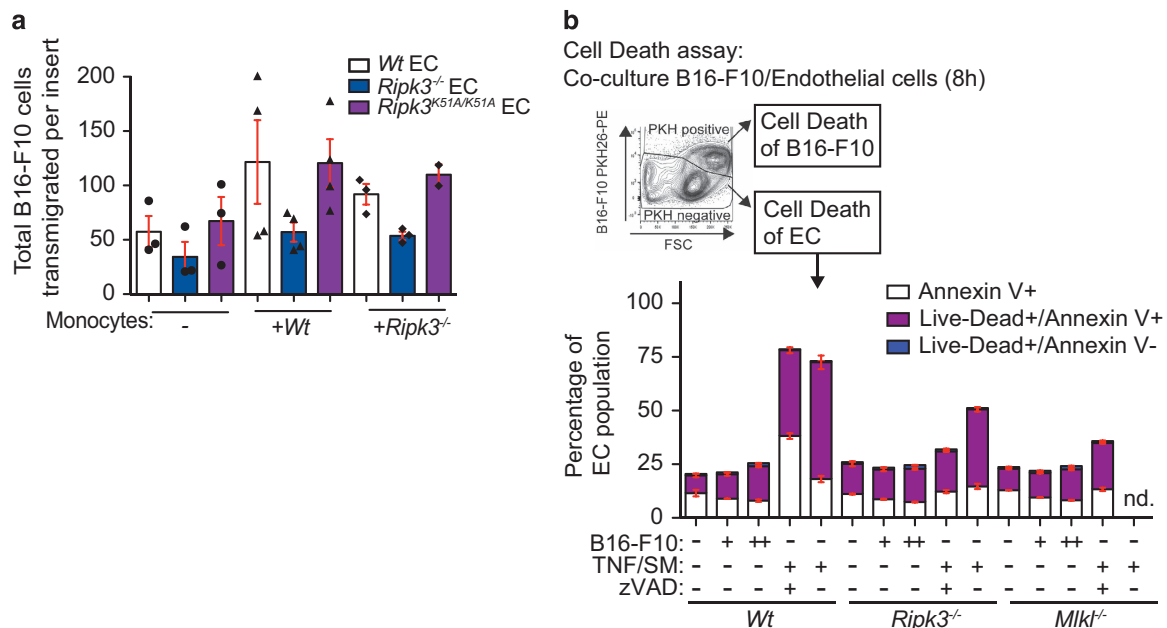 a
Total B16-F10 cells
transmigrated per insert
200
150
100
50
0
Wt EC
Ripk3-/- EC
Ripk3K51A/K51A EC
Monocytes: - +Wt +Ripk3-/-
b
Cell Death assay:
Co-culture B16-F10/Endothelial cells (8h)
B16-F10 PKH26-PE
PKH positive
PKH negative
FSC
Cell Death
of B16-F10
Cell Death
of EC
Percentage of
EC population
100
75
50
25
0
Annexin V+
Live-Dead+/Annexin V+
Live-Dead+/Annexin V-
nd.
B16-F10: - + ++ - - - + ++ - - - + ++ - -
TNF/SM: - - - + + - - - + + - - - + +
zVAD: - - - + - - - - + - - - - + -
Wt Ripk3-/- Mlkl-/-